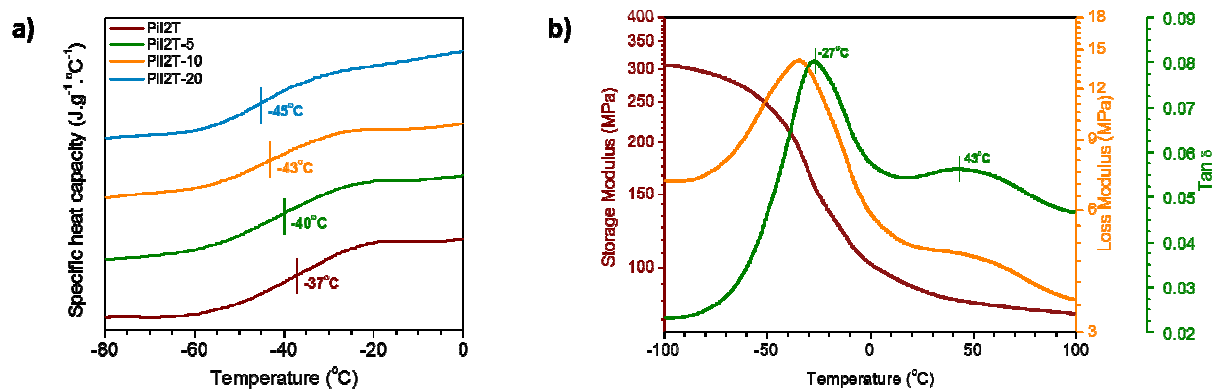 a)
PiI2T
PiI2T-5
PiI2T-10
PiI2T-20
Specific heat capacity (J.g⁻¹.°C⁻¹)
-45°C
-43°C
-40°C
-37°C
-80 -60 -40 -20 0
Temperature (°C)
b)
400
350
300
250
200
150
100
Storage Modulus (MPa)
-27°C
43°C
18
15
12
9
6
3
Loss Modulus (MPa)
0.09
0.08
0.07
0.06
0.05
0.04
0.03
0.02
Tan δ
-100 -50 0 50 100
Temperature (°C)